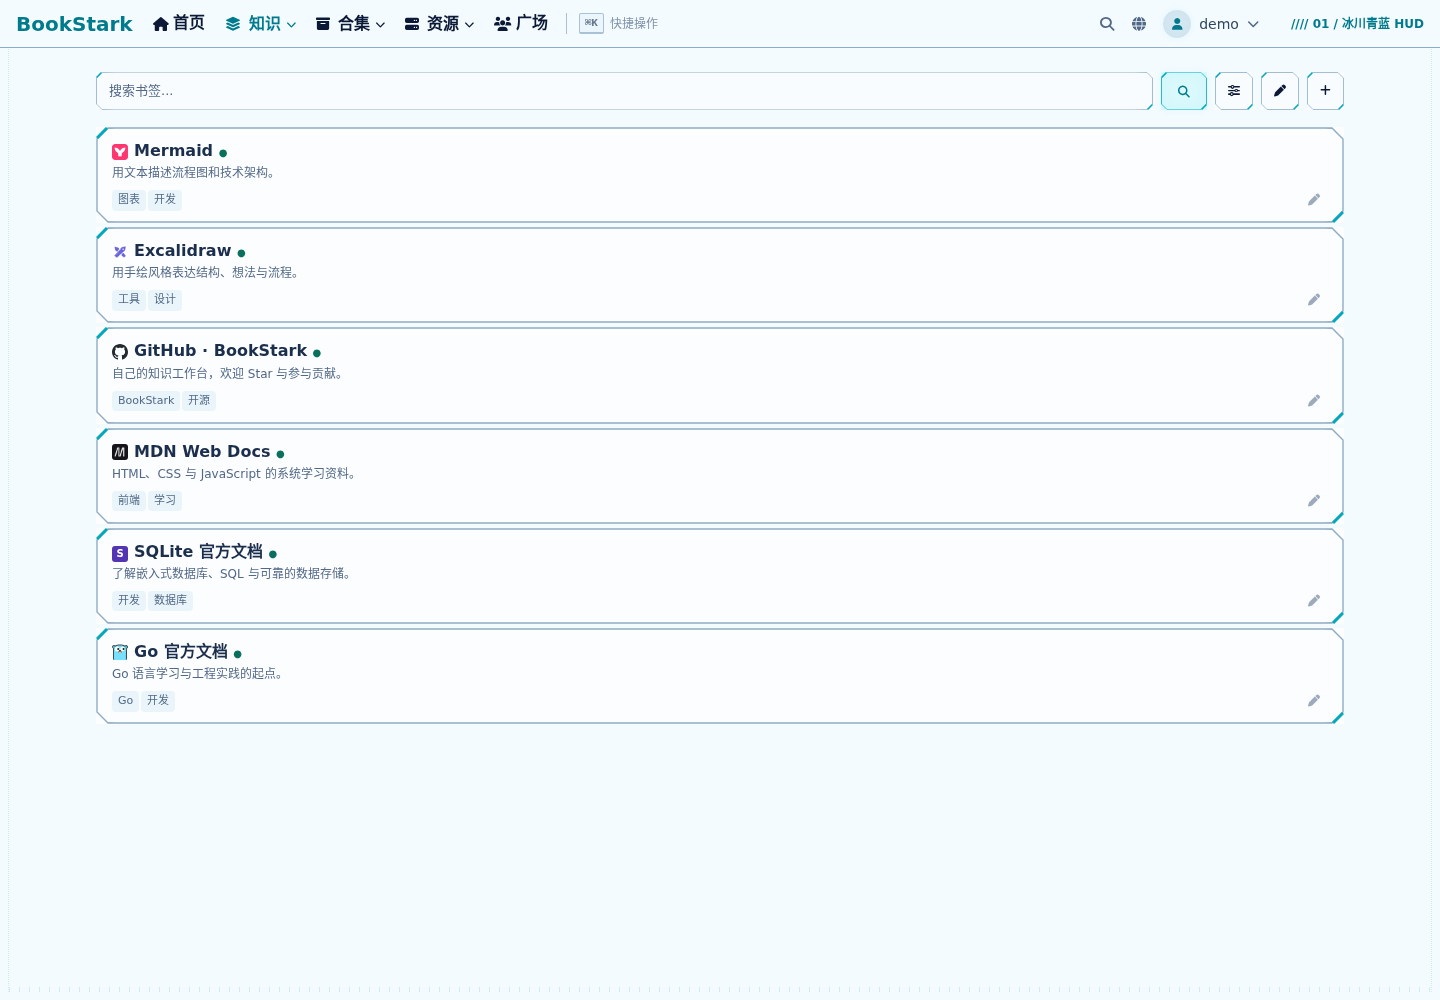 BookStark 首页 知识 合集 资源 广场 ⌘K 快捷操作 demo //// 01 / 冰川青蓝 HUD
搜索书签...
Mermaid
用文本描述流程图和技术架构。
图表 开发
Excalidraw
用手绘风格表达结构、想法与流程。
工具 设计
GitHub · BookStark
自己的知识工作台，欢迎 Star 与参与贡献。
BookStark 开源
MDN Web Docs
HTML、CSS 与 JavaScript 的系统学习资料。
前端 学习
S SQLite 官方文档
了解嵌入式数据库、SQL 与可靠的数据存储。
开发 数据库
Go 官方文档
Go 语言学习与工程实践的起点。
Go 开发